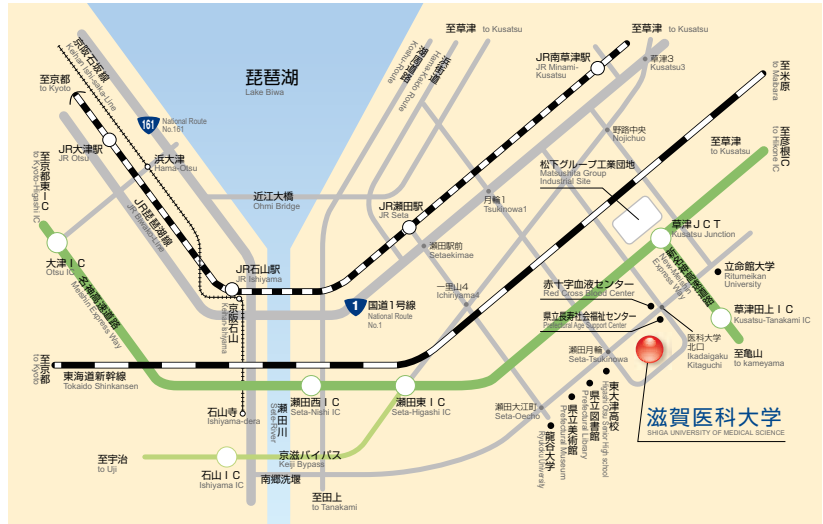 至草津 to Kusatsu
至草津 to Kusatsu
京阪石坂線
Keihan Ishi-saka-Line
湖周道路
Koshu-Route
浜街道
Hama-Kaido Route
JR南草津駅
JR Minami-
Kusatsu
草津3
Kusatsu3
至京都
to Kyoto
琵琶湖
Lake Biwa
至米原
to Maibara
161
National Route
No.161
野路中央
Nojichuo
JR大津駅
JR Otsu
浜大津
Hama-Otsu
至草津
to Kusatsu
至彦根IC
to Hikone IC
至京都東IC
to Kyoto-Higashi IC
松下グループ工業団地
Matsushita Group
Industrial Site
近江大橋
Ohmi Bridge
月輪1
Tsukinowa1
JR琵琶湖線
JR Biwako-Line
JR瀬田駅
JR Seta
草津JCT
Kusatsu Junction
瀬田駅前
Setaekimae
大津IC
Otsu IC
JR石山駅
JR Ishiyama
New-Meishin
Express Way
立命館大学
Ritumeikan
University
名神高速道路
Meishin Express Way
一里山4
Ichiriyama4
赤十字血液センター
Red Cross Blood Center
京阪石山
Keihan-Ishiyama
1
国道1号線
National Route
No.1
県立長寿社会福祉センター
Prefectural Age Support Center
草津田上IC
Kusatsu-Tanakami IC
医科大学
北口
Ikadaigaku
Kitaguchi
至亀山
to kameyama
至京都
to Kyoto
東海道新幹線
Tokaido Shinkansen
瀬田月輪
Seta-Tsukinowa
瀬田西IC
Seta-Nishi IC
瀬田東IC
Seta-Higashi IC
石山寺
Ishiyama-dera
瀬田川
Seta-River
瀬田大江町
Seta-Oecho
東大津高校
Higashi Otsu Senior High school
県立図書館
Prefectural Library
県立美術館
Prefectural Museum
龍谷大学
Ryukoku University
滋賀医科大学
SHIGA UNIVERSITY OF MEDICAL SCIENCE
至宇治
to Uji
石山IC
Ishiyama IC
京滋バイパス
Keiji Bypass
南郷洗堰
至田上
to Tanakami